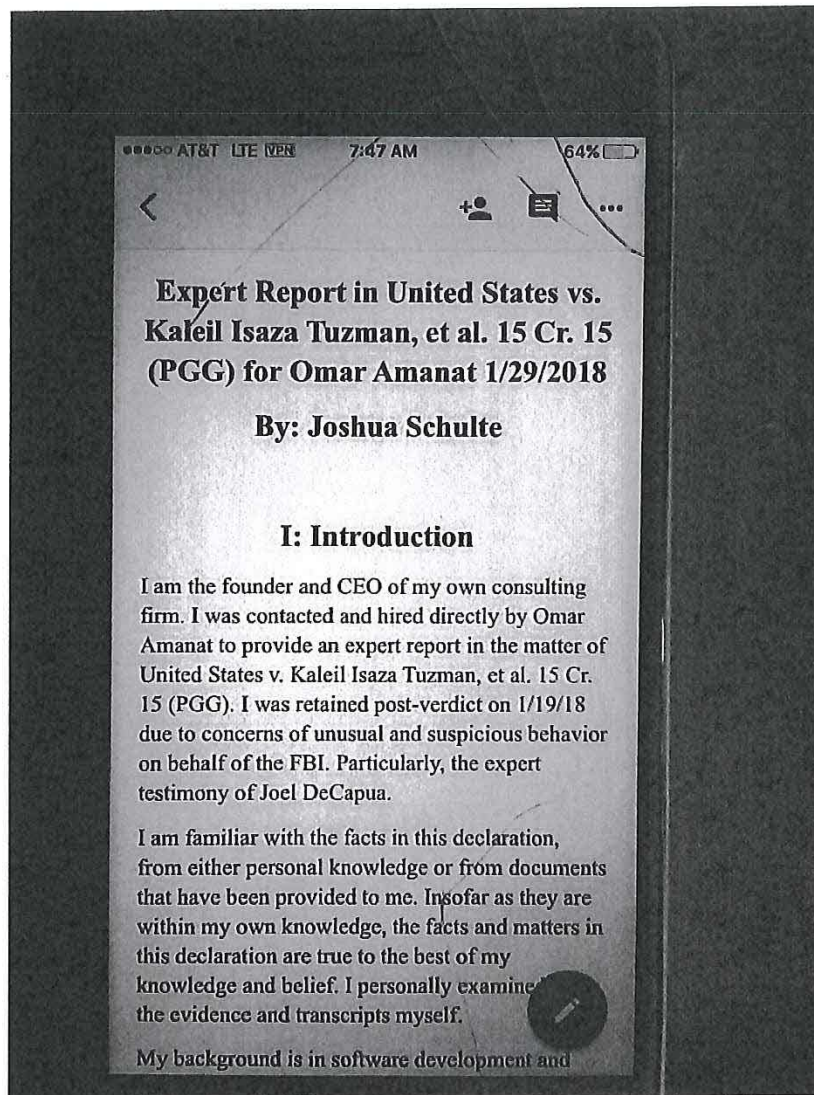 AT&T LTE VPN 7:47 AM 64%
Expert Report in United States vs.
Kaleil Isaza Tuzman, et al. 15 Cr. 15
(PGG) for Omar Amanat 1/29/2018
By: Joshua Schulte
I: Introduction
I am the founder and CEO of my own consulting
firm. I was contacted and hired directly by Omar
Amanat to provide an expert report in the matter of
United States v. Kaleil Isaza Tuzman, et al. 15 Cr.
15 (PGG). I was retained post-verdict on 1/19/18
due to concerns of unusual and suspicious behavior
on behalf of the FBI. Particularly, the expert
testimony of Joel DeCapua.
I am familiar with the facts in this declaration,
from either personal knowledge or from documents
that have been provided to me. Insofar as they are
within my own knowledge, the facts and matters in
this declaration are true to the best of my
knowledge and belief. I personally examine
the evidence and transcripts myself.
My background is in software development and